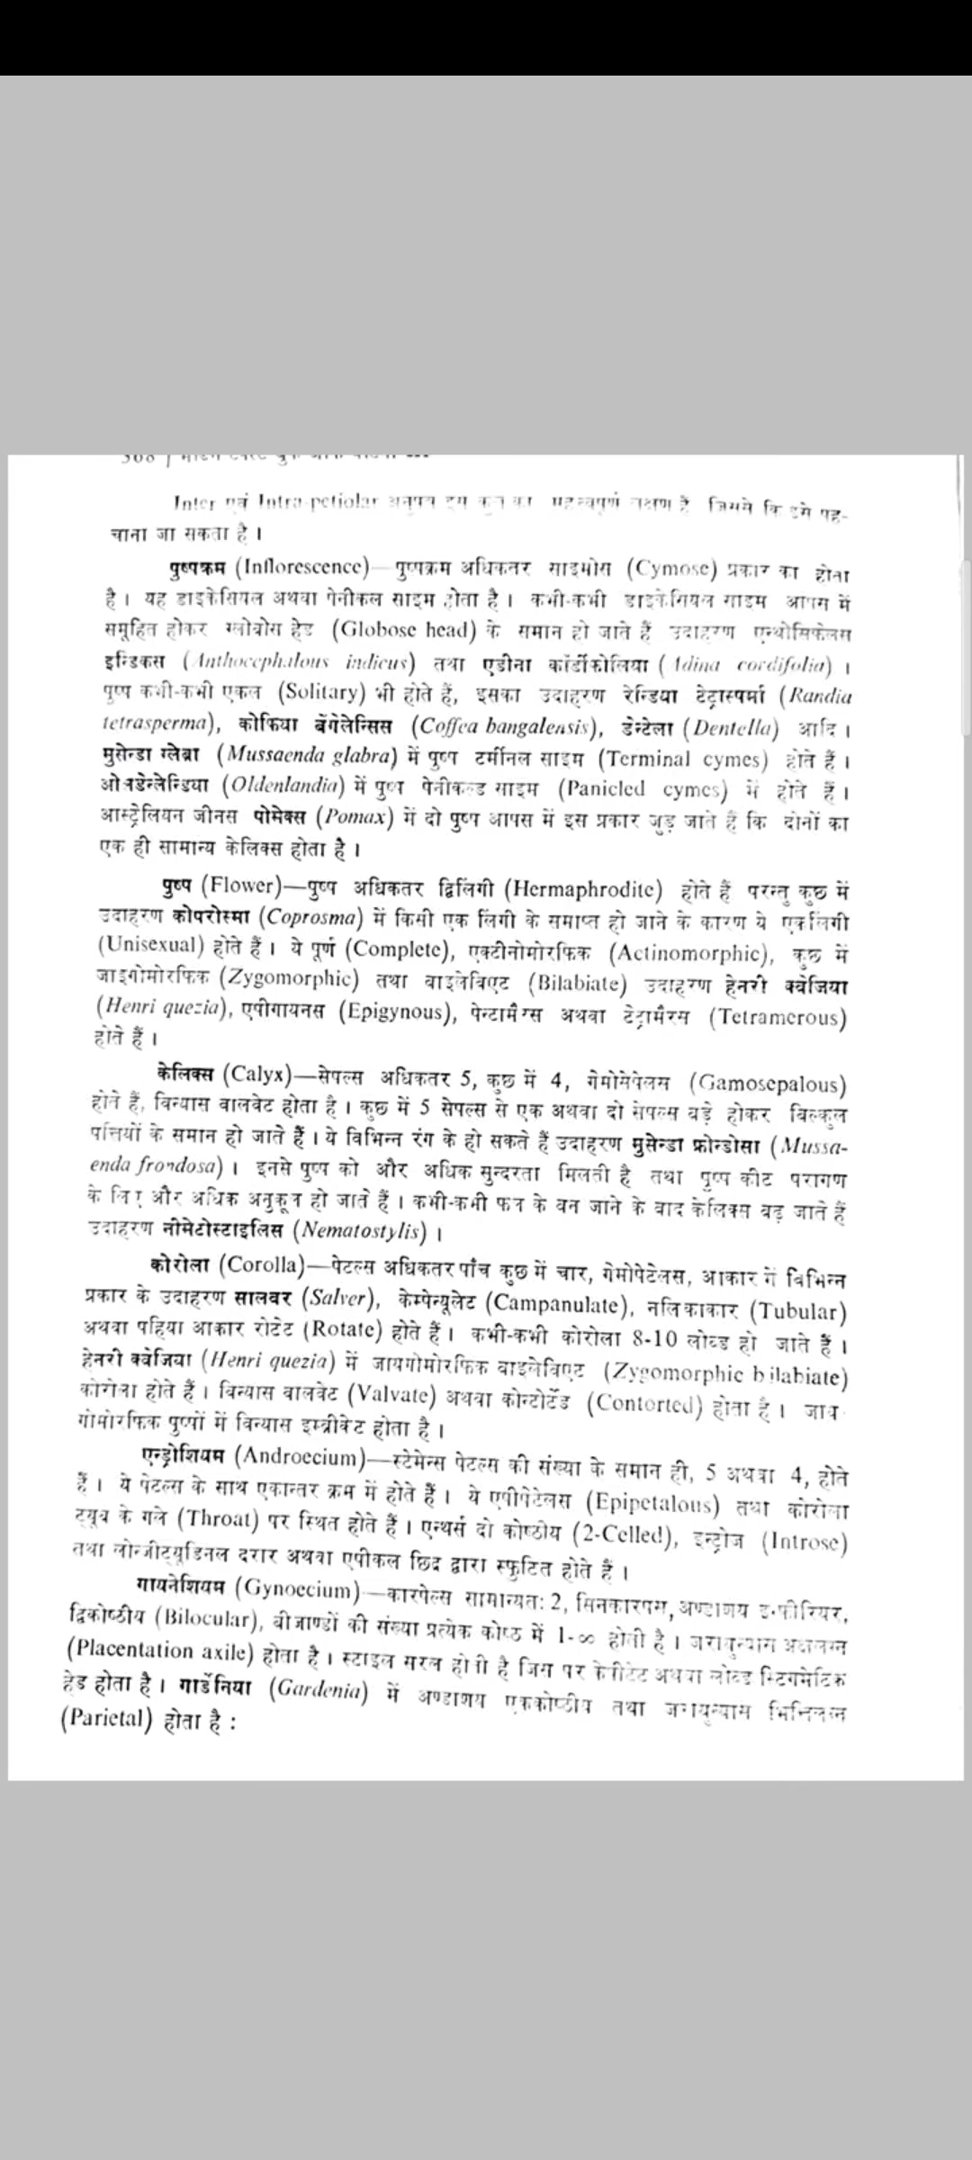 Inter एवं Intra-petiolar अनुपत्र इस कुल का महत्वपूर्ण लक्षण है जिससे कि इसे पह-
चाना जा सकता है ।
पुष्पक्रम (Inflorescence)—पुष्पक्रम अधिकतर साइमोस (Cymose) प्रकार का होता
है । यह डाइकेसियल अथवा पेनीकल साइम होता है । कभी-कभी डाइकेसियल साइम आपस में
समूहित होकर ग्लोबोस हेड (Globose head) के समान हो जाते हैं उदाहरण एन्थोसिफेलस
इन्डिकस (Anthocephalous indicus) तथा एडीना कॉर्डीफोलिया (Adina cordifolia) ।
पुष्प कभी-कभी एकल (Solitary) भी होते हैं, इसका उदाहरण रेन्डिया टेट्रास्पर्मा (Randia
tetrasperma), कोफिया बेंगेलेन्सिस (Coffea bangalensis), डेन्टेला (Dentella) आदि ।
मुसेन्डा ग्लेब्रा (Mussaenda glabra) में पुष्प टर्मीनल साइम (Terminal cymes) होते हैं ।
ओल्डेन्लेन्डिया (Oldenlandia) में पुष्प पेनीकल्ड साइम (Panicled cymes) में होते हैं ।
आस्ट्रेलियन जीनस पोमेक्स (Pomax) में दो पुष्प आपस में इस प्रकार जुड़ जाते हैं कि दोनों का
एक ही सामान्य केलिक्स होता है ।
पुष्प (Flower)—पुष्प अधिकतर द्विलिंगी (Hermaphrodite) होते हैं परन्तु कुछ में
उदाहरण कोपरोस्मा (Coprosma) में किसी एक लिंगी के समाप्त हो जाने के कारण ये एकलिंगी
(Unisexual) होते हैं । ये पूर्ण (Complete), एक्टीनोमोरफिक (Actinomorphic), कुछ में
जाइगोमोरफिक (Zygomorphic) तथा बाइलेबिएट (Bilabiate) उदाहरण हेनरी क्वेजिया
(Henri quezia), एपीगायनस (Epigynous), पेन्टामैरस अथवा टेट्रामैरस (Tetramerous)
होते हैं ।
केलिक्स (Calyx)—सेपल्स अधिकतर 5, कुछ में 4, गेमोसेपेलस (Gamosepalous)
होते हैं, विन्यास वालवेट होता है । कुछ में 5 सेपल्स से एक अथवा दो सेपल्स बड़े होकर बिल्कुल
पत्तियों के समान हो जाते हैं । ये विभिन्न रंग के हो सकते हैं उदाहरण मुसेन्डा फ्रोन्डोसा (Mussa-
enda frondosa) । इनसे पुष्प को और अधिक सुन्दरता मिलती है तथा पुष्प कीट परागण
के लिए और अधिक अनुकूल हो जाते हैं । कभी-कभी फल के बन जाने के बाद केलिक्स बढ़ जाते हैं
उदाहरण नीमेटोस्टाइलिस (Nematostylis) ।
कोरोला (Corolla)—पेटल्स अधिकतर पाँच कुछ में चार, गेमोपेटेलस, आकार में विभिन्न
प्रकार के उदाहरण सालवर (Salver), केम्पेन्यूलेट (Campanulate), नलिकाकार (Tubular)
अथवा पहिया आकार रोटेट (Rotate) होते हैं । कभी-कभी कोरोला 8-10 लोब्ड हो जाते हैं ।
हेनरी क्वेजिया (Henri quezia) में जायगोमोरफिक बाइलेबिएट (Zygomorphic bilabiate)
कोरोला होते हैं । विन्यास वालवेट (Valvate) अथवा कोन्टोर्टेड (Contorted) होता है । जाय-
गोमोरफिक पुष्पों में विन्यास इम्ब्रीकेट होता है ।
एन्ड्रोशियम (Androecium)—स्टेमेन्स पेटल्स की संख्या के समान ही, 5 अथवा 4, होते
हैं । ये पेटल्स के साथ एकान्तर क्रम में होते हैं । ये एपीपेटेलस (Epipetalous) तथा कोरोला
ट्यूब के गले (Throat) पर स्थित होते हैं । एन्थर्स दो कोष्ठीय (2-Celled), इन्ट्रोज (Introse)
तथा लोन्जीट्यूडिनल दरार अथवा एपीकल छिद्र द्वारा स्फुटित होते हैं ।
गायनेशियम (Gynoecium)—कारपेल्स सामान्यतः 2, सिनकारपस, अण्डाशय इन्फीरियर,
द्विकोष्ठीय (Bilocular), बीजाण्डों की संख्या प्रत्येक कोष्ठ में 1-∞ होती है । जरायुन्यास अक्षलग्न
(Placentation axile) होता है । स्टाइल सरल होती है जिस पर केपीटेट अथवा लोब्ड स्टिगमेटिक
हेड होता है । गार्डेनिया (Gardenia) में अण्डाशय एककोष्ठीय तथा जरायुन्यास भित्तिलग्न
(Parietal) होता है :